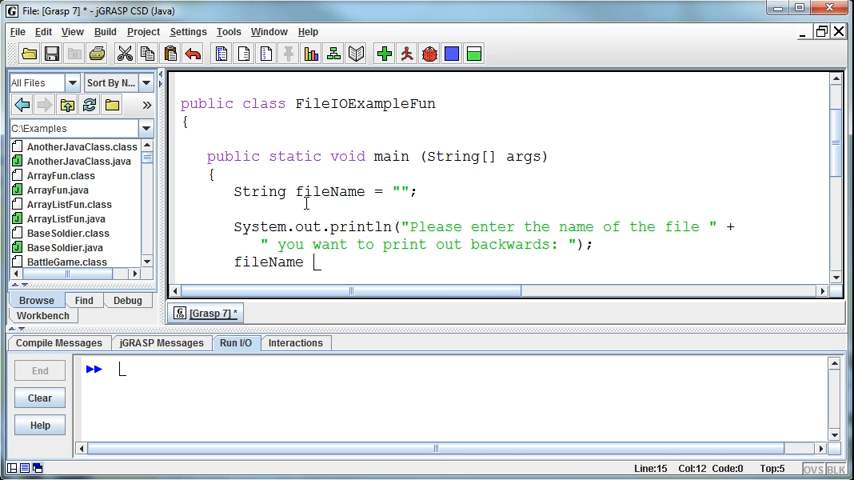 File: [Grasp 7] * - jGRASP CSD (Java)
File Edit View Build Project Settings Tools Window Help
All Files Sort By N...
C:\Examples
AnotherJavaClass.class
AnotherJavaClass.java
ArrayFun.class
ArrayFun.java
ArrayListFun.class
ArrayListFun.java
BaseSoldier.class
BaseSoldier.java
BattleGame.class
Browse Find Debug
Workbench
public class FileIOExampleFun
{
public static void main (String[] args)
{
String fileName = "";
System.out.println("Please enter the name of the file " +
" you want to print out backwards: ");
fileName
[Grasp 7] *
Compile Messages jGRASP Messages Run I/O Interactions
End
Clear
Help
Line:15 Col:12 Code:0 Top:5 OVS BLK